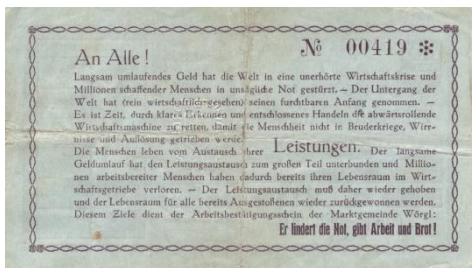 № 00419 ✻
An Alle!
Langsam umlaufendes Geld hat die Welt in eine unerhörte Wirtschaftskrise und
Millionen schaffender Menschen in unsägliche Not gestürzt. — Der Untergang der
Welt hat (rein wirtschaftlich gesehen) seinen furchtbaren Anfang genommen. —
Es ist Zeit, durch klares Erkennen und entschlossenes Handeln die abwärtsrollende
Wirtschaftsmaschine zu retten, damit die Menschheit nicht in Bruderkriege, Wirr-
nisse und Auflösung getrieben werde.
Die Menschen leben vom Austausch ihrer Leistungen. Der langsame
Geldumlauf hat den Leistungsaustausch zum großen Teil unterbunden und Millio-
nen arbeitsbereiter Menschen haben dadurch bereits ihren Lebensraum im Wirt-
schaftsgetriebe verloren. — Der Leistungsaustausch muß daher wieder gehoben
und der Lebensraum für alle bereits Ausgestoßenen wieder zurückgewonnen werden.
Diesem Ziele dient der Arbeitsbestätigungsschein der Marktgemeinde Wörgl:
Er lindert die Not, gibt Arbeit und Brot!